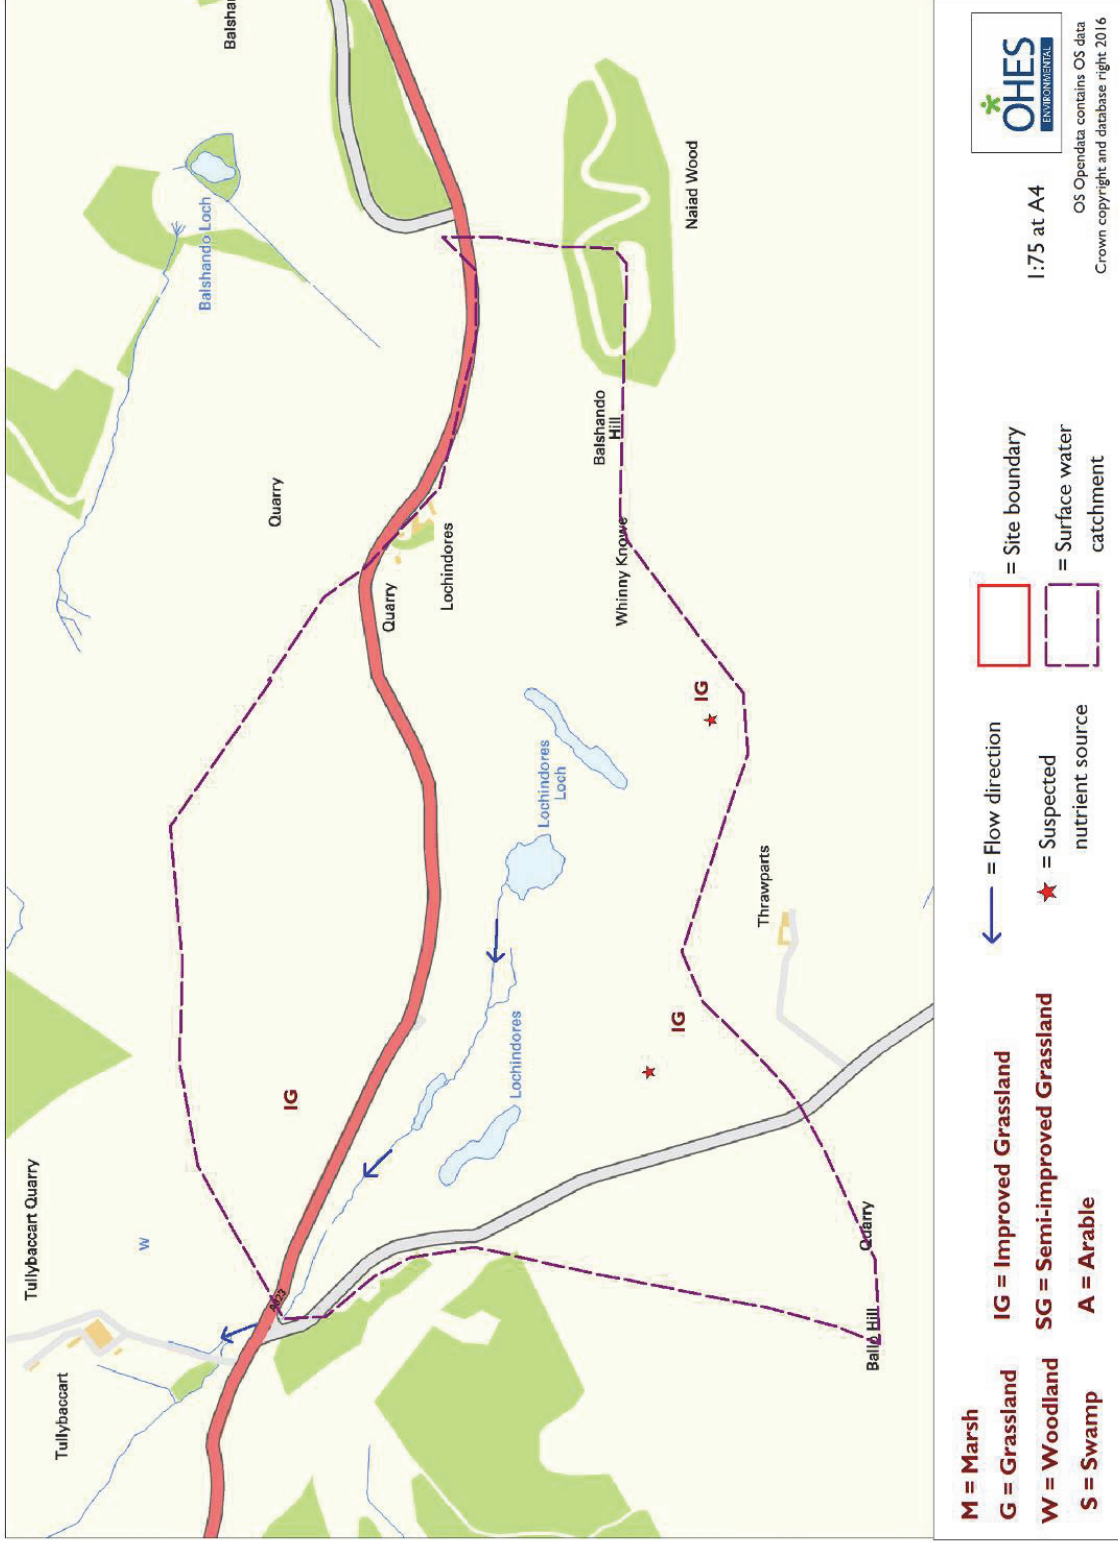 Tullybaccart Quarry
Tullybaccart
W
Balshando Loch
Balsha
Quarry
A923
IG
Quarry
Lochindores
Lochindores
Lochindores
Loch
Balshando
Hill
Whinny Knowe
IG
Naiad Wood
IG
Thrawparts
Quarry
Ballo Hill
M = Marsh
G = Grassland
W = Woodland
S = Swamp
IG = Improved Grassland
SG = Semi-improved Grassland
A = Arable
= Flow direction
= Suspected
nutrient source
= Site boundary
= Surface water
catchment
1:75 at A4
OHES
ENVIRONMENTAL
OS Opendata contains OS data
Crown copyright and database right 2016